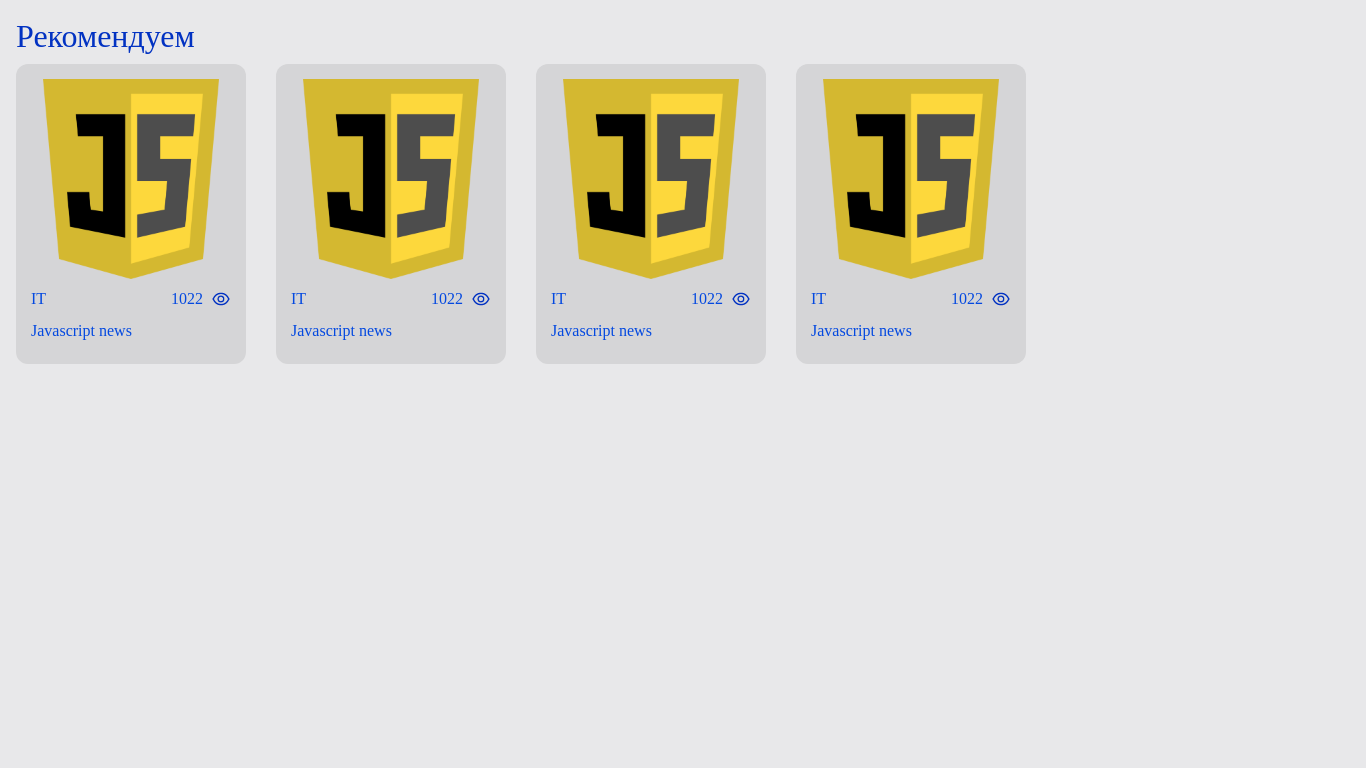 Рекомендуем
JS JS JS JS
IT 1022 IT 1022 IT 1022 IT 1022
Javascript news Javascript news Javascript news Javascript news